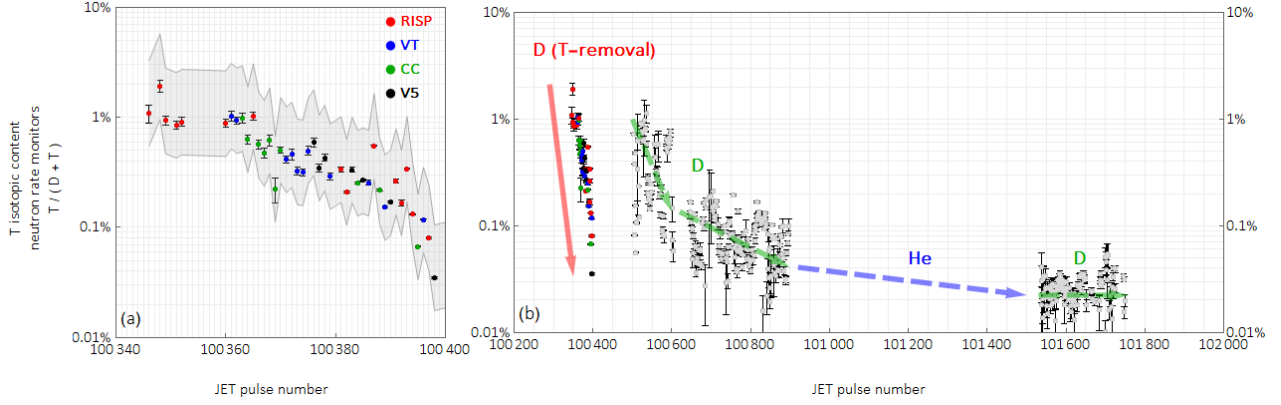 T isotopic content
neutron rate monitors
T / ( D + T )
10%
1%
0.1%
0.01%
RISP
VT
CC
V5
(a)
100 340
100 360
100 380
100 400
JET pulse number
10%
1%
0.1%
0.01%
D (T−removal)
D
He
D
(b)
10%
1%
0.1%
0.01%
100 200
100 400
100 600
100 800
101 000
101 200
101 400
101 600
101 800
102 000
JET pulse number